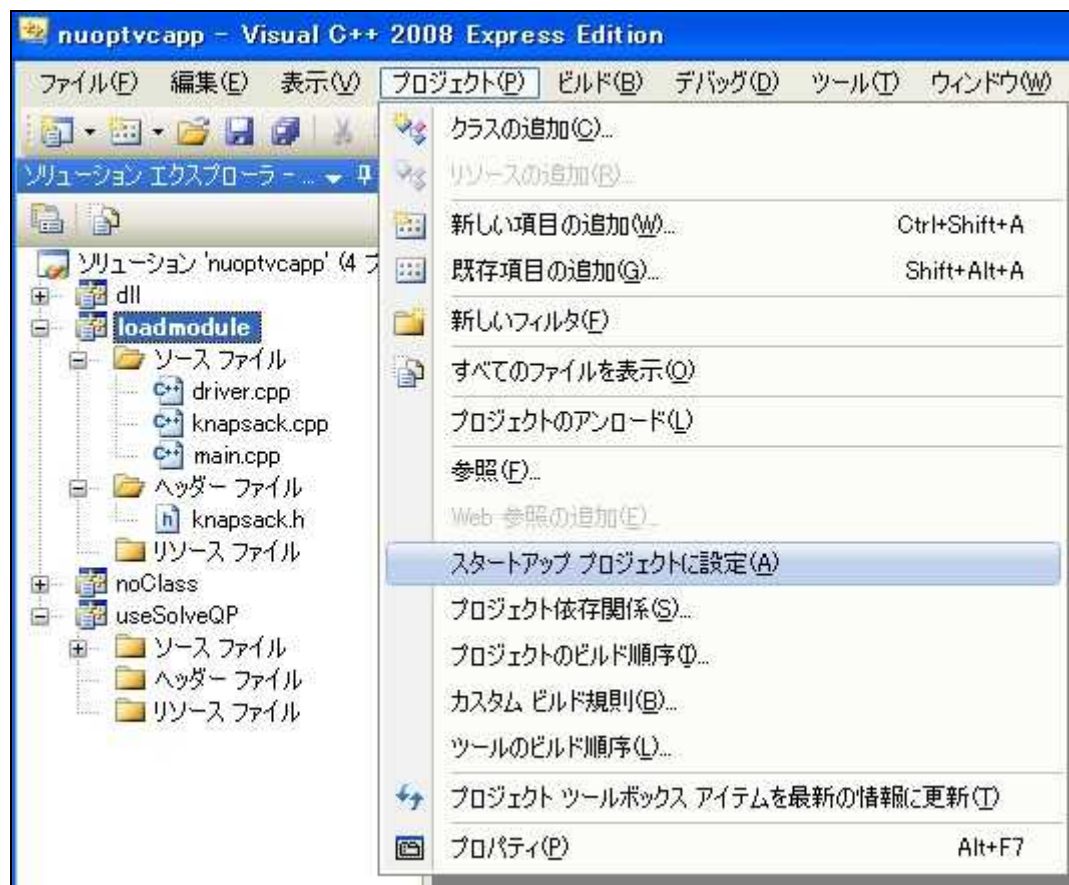 nuoptvcapp - Visual C++ 2008 Express Edition
ファイル(F) 編集(E) 表示(V) プロジェクト(P) ビルド(B) デバッグ(D) ツール(T) ウィンドウ(W)
ソリューション エクスプローラ - ...
ソリューション 'nuoptvcapp' (4 プ
dll
loadmodule
ソース ファイル
driver.cpp
knapsack.cpp
main.cpp
ヘッダー ファイル
knapsack.h
リソース ファイル
noClass
useSolveQP
ソース ファイル
ヘッダー ファイル
リソース ファイル
クラスの追加(C)...
リソースの追加(R)...
新しい項目の追加(W)... Ctrl+Shift+A
既存項目の追加(G)... Shift+Alt+A
新しいフィルタ(F)
すべてのファイルを表示(O)
プロジェクトのアンロード(L)
参照(F)...
Web 参照の追加(E)...
スタートアップ プロジェクトに設定(A)
プロジェクト依存関係(S)...
プロジェクトのビルド順序(I)...
カスタム ビルド規則(B)...
ツールのビルド順序(L)...
プロジェクト ツールボックス アイテムを最新の情報に更新(T)
プロパティ(P) Alt+F7